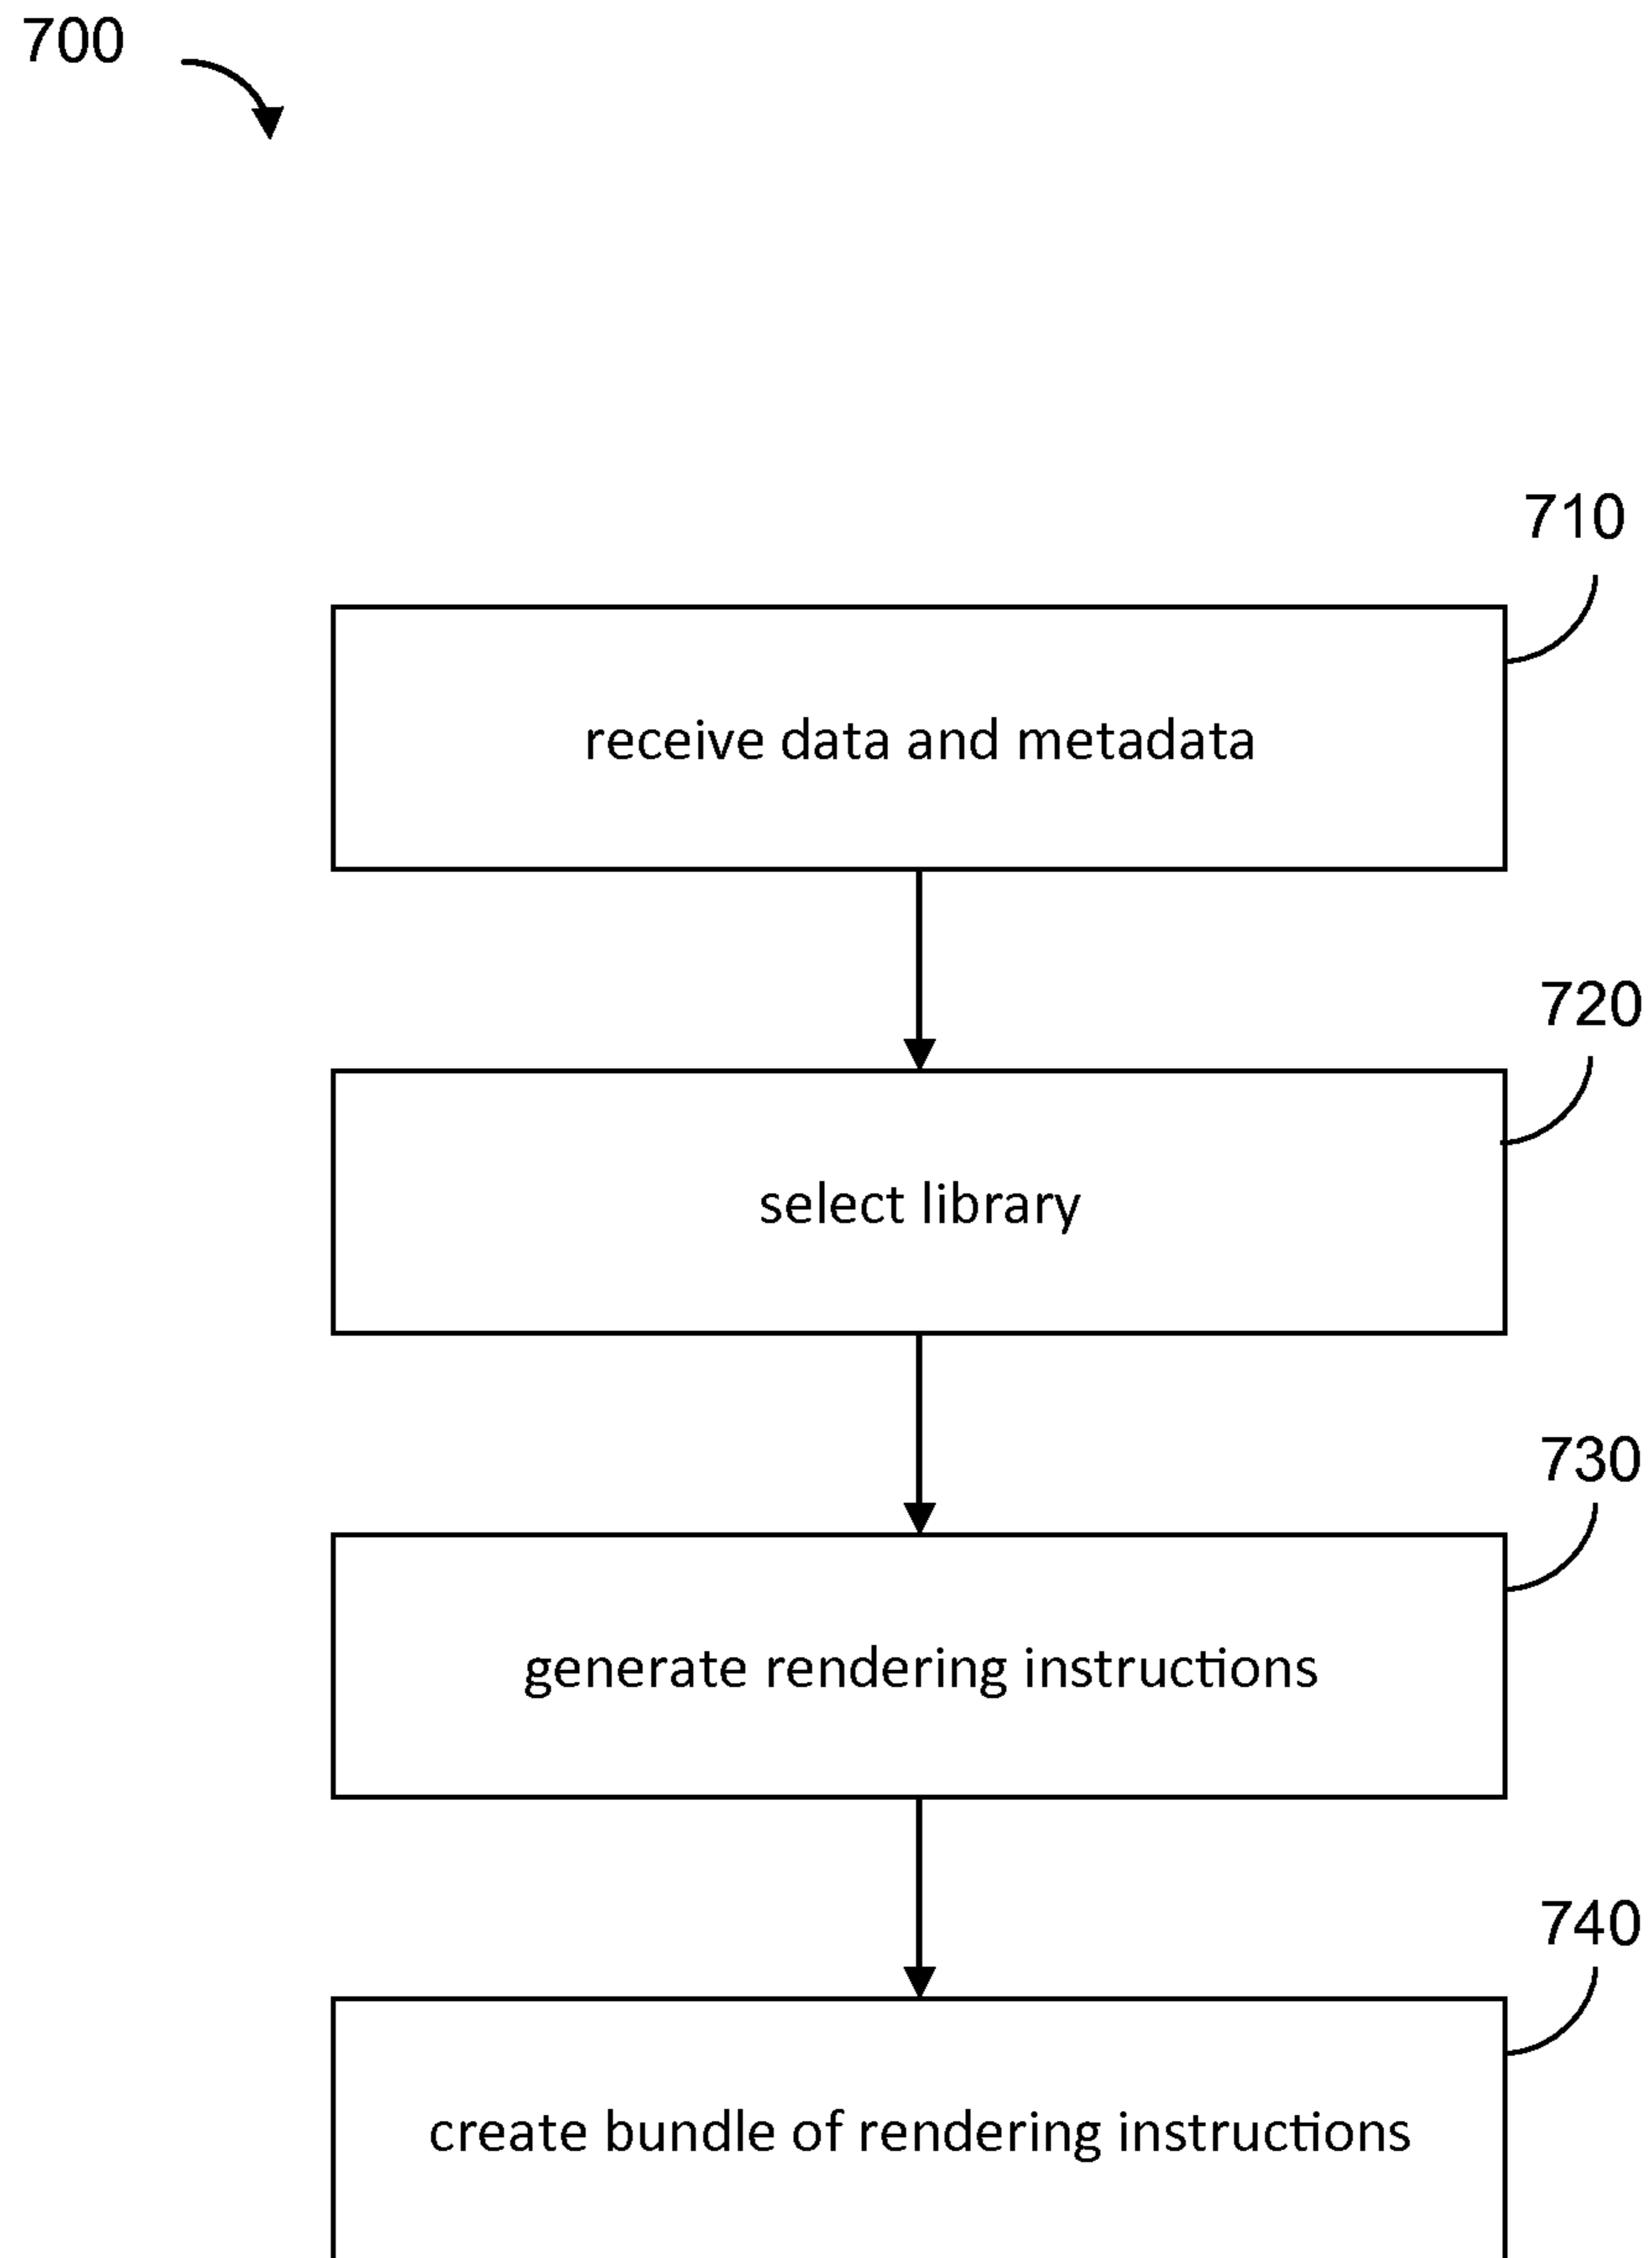 700
710
receive data and metadata
720
select library
730
generate rendering instructions
740
create bundle of rendering instructions